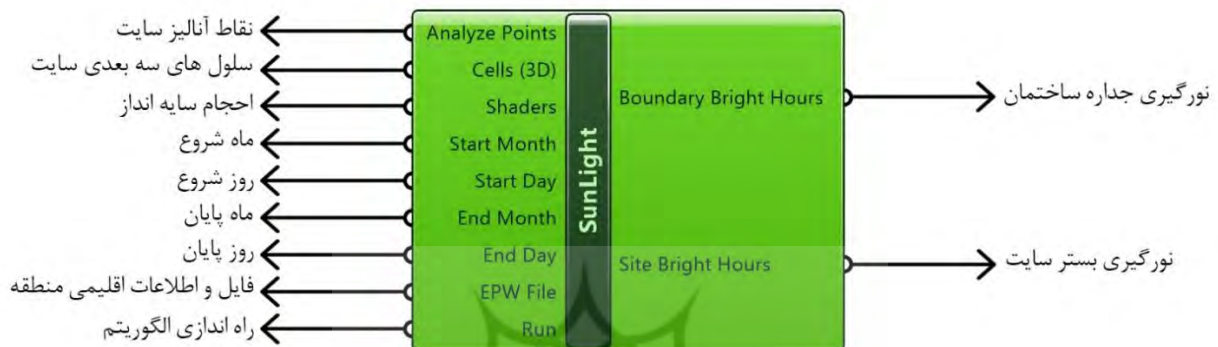 نقاط آنالیز سایت
سلول های سه بعدی سایت
احجام سایه انداز
ماه شروع
روز شروع
ماه پایان
روز پایان
فایل و اطلاعات اقلیمی منطقه
راه اندازی الگوریتم
Analyze Points
Cells (3D)
Shaders
Start Month
Start Day
End Month
End Day
EPW File
Run
SunLight
Boundary Bright Hours
Site Bright Hours
نورگیری جداره ساختمان
نورگیری بستر سایت